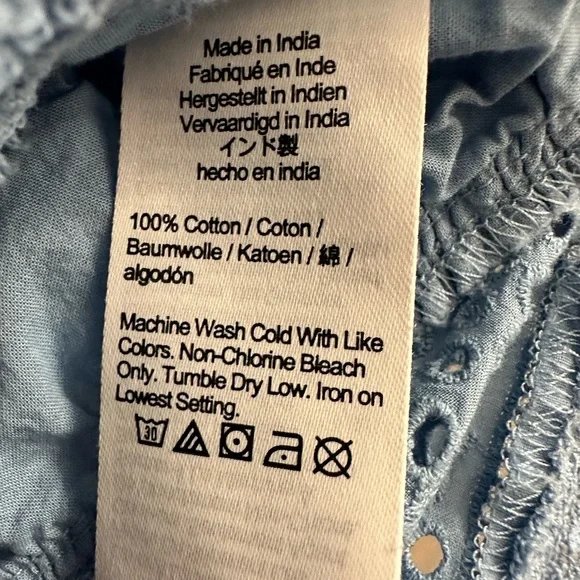 Made in India
Fabriqué en Inde
Hergestellt in Indien
Vervaardigd in India
インド製
hecho en india
100% Cotton / Coton /
Baumwolle / Katoen / 綿 /
algodón
Machine Wash Cold With Like
Colors. Non-Chlorine Bleach
Only. Tumble Dry Low. Iron on
Lowest Setting.
30